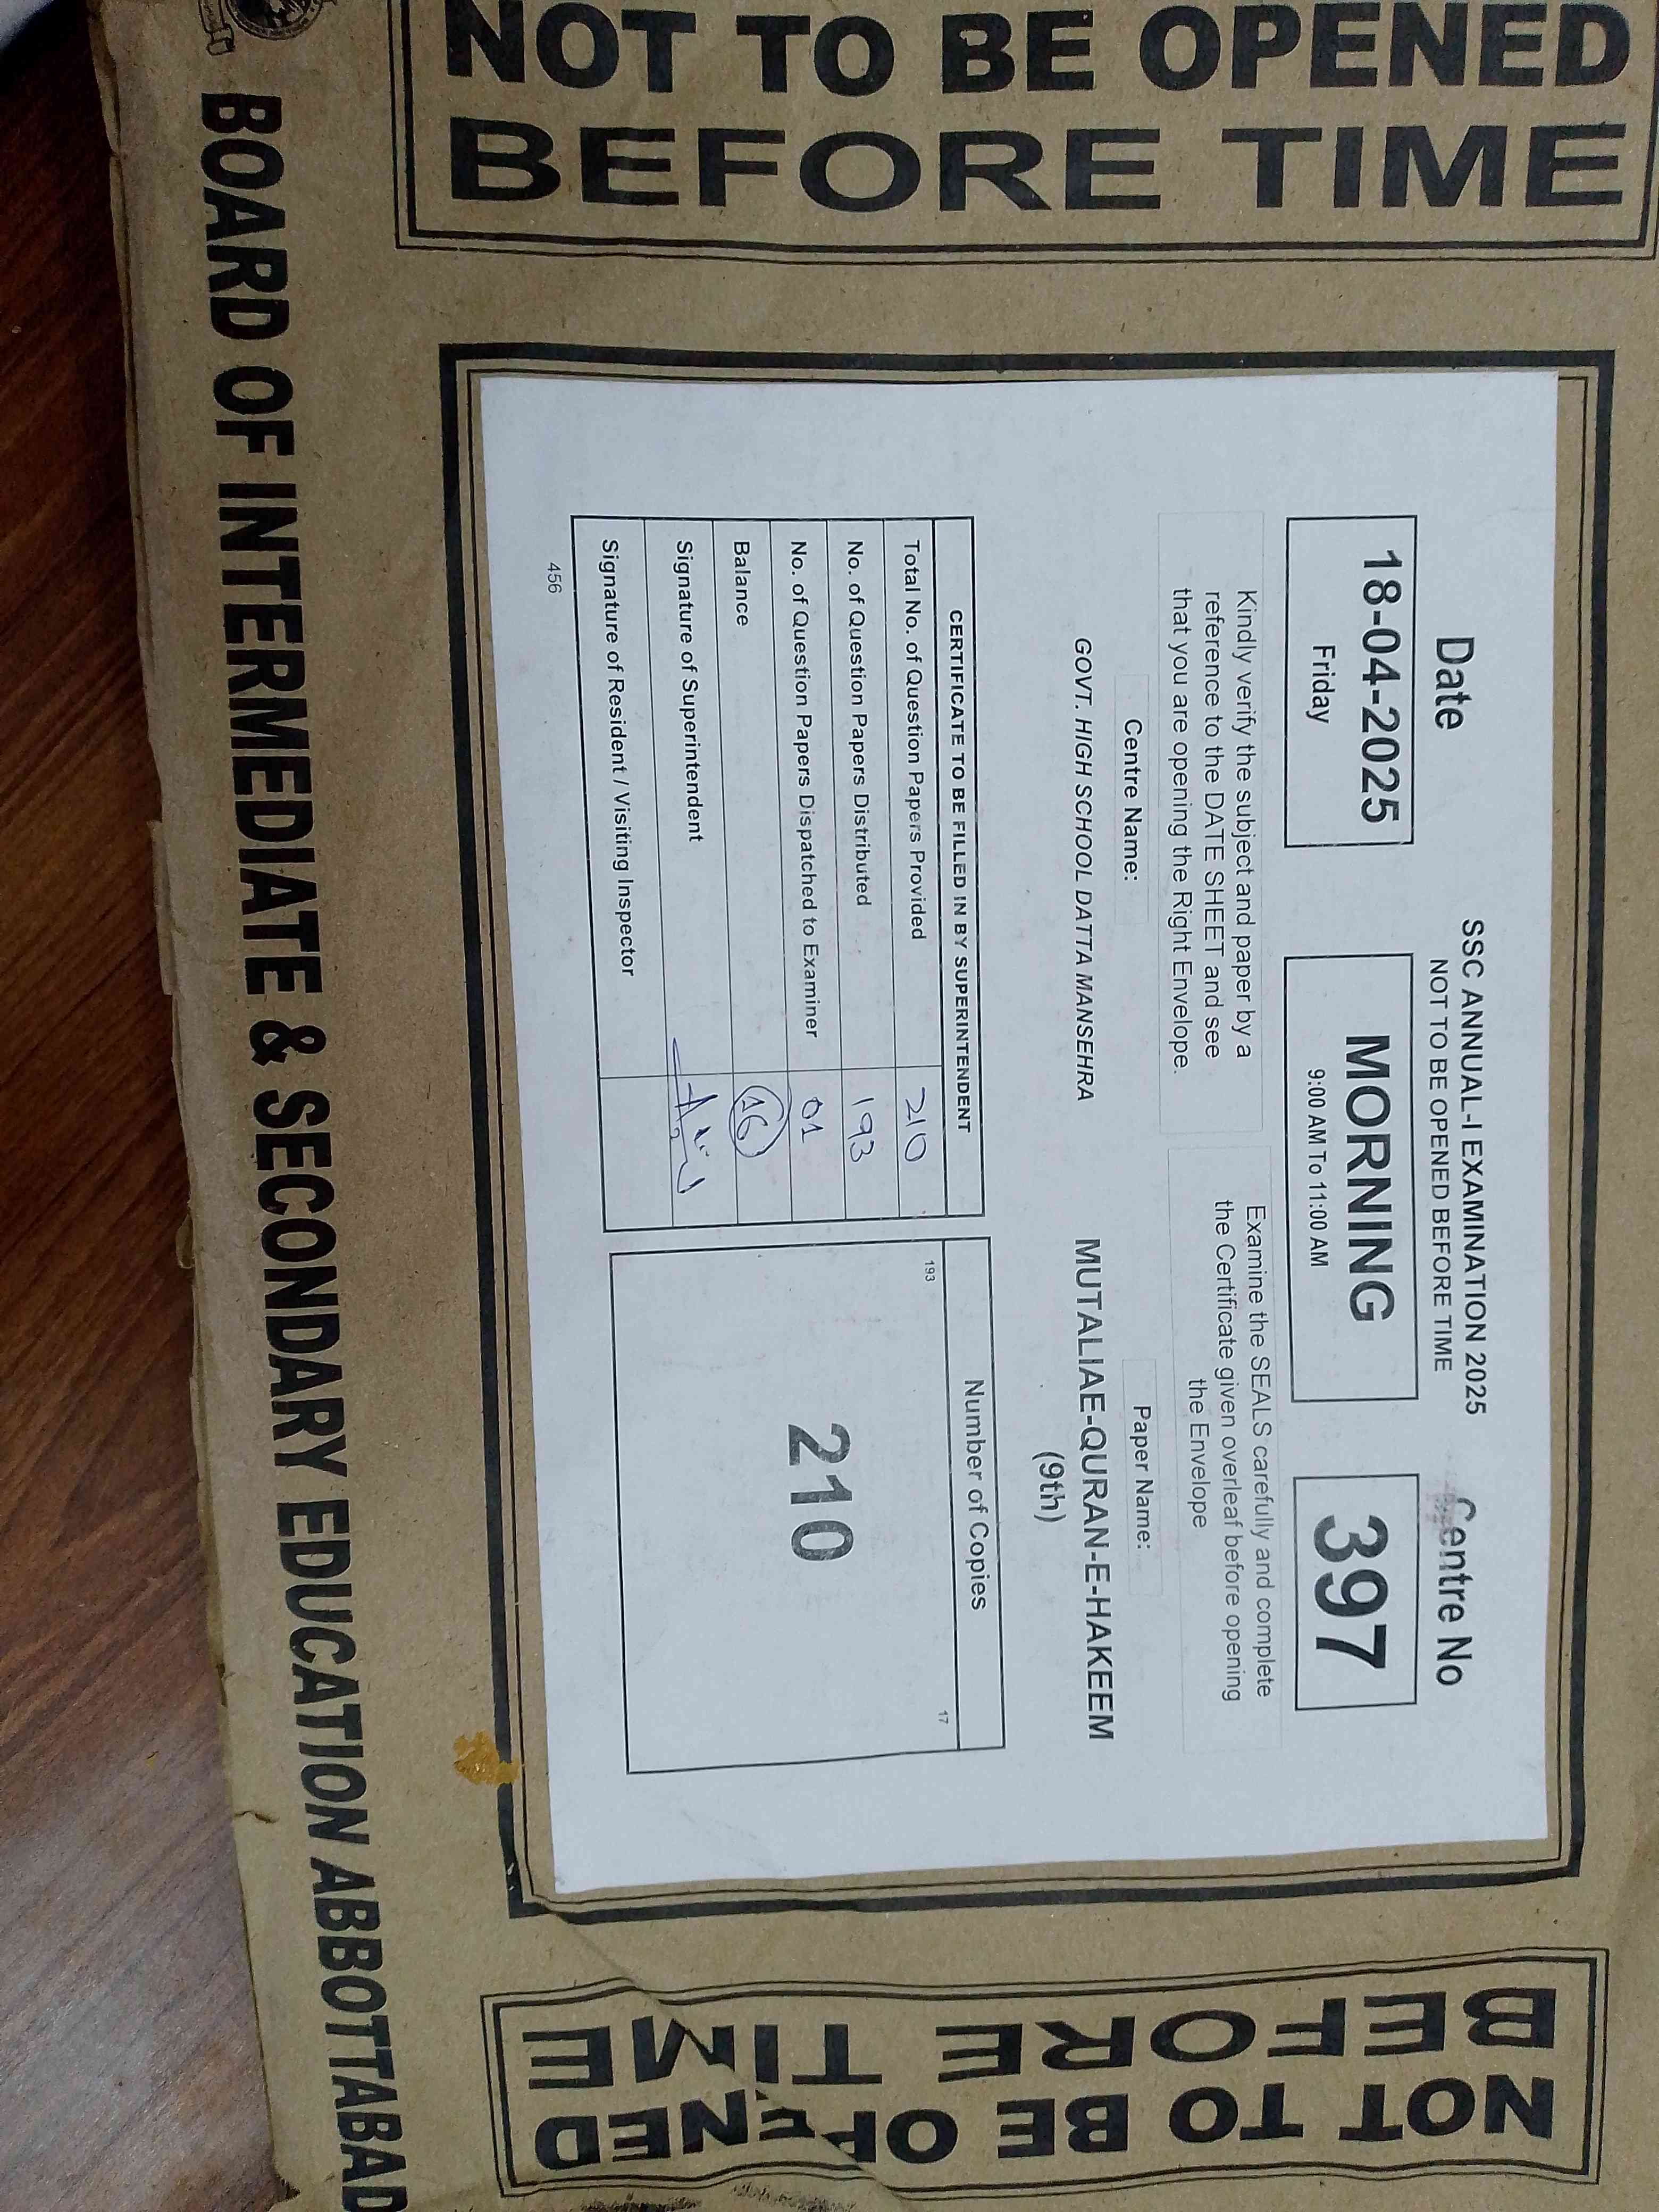 NOT TO BE OPENED
BEFORE TIME
SSC ANNUAL-I EXAMINATION 2025
NOT TO BE OPENED BEFORE TIME
Date
18-04-2025
Friday
MORNING
9:00 AM To 11:00 AM
Centre No
397
Kindly verify the subject and paper by a
reference to the DATE SHEET and see
that you are opening the Right Envelope.
Examine the SEALS carefully and complete
the Certificate given overleaf before opening
the Envelope
Centre Name:
GOVT. HIGH SCHOOL DATTA MANSEHRA
Paper Name:
MUTALIAE-QURAN-E-HAKEEM
(9th)
CERTIFICATE TO BE FILLED IN BY SUPERINTENDENT
Total No. of Question Papers Provided 210
No. of Question Papers Distributed 193
No. of Question Papers Dispatched to Examiner 01
Balance 16
Signature of Superintendent
Signature of Resident / Visiting Inspector
456
Number of Copies
193
17
210
BOARD OF INTERMEDIATE & SECONDARY EDUCATION ABBOTTABAD
NOT TO BE OPENED
BEFORE TIME